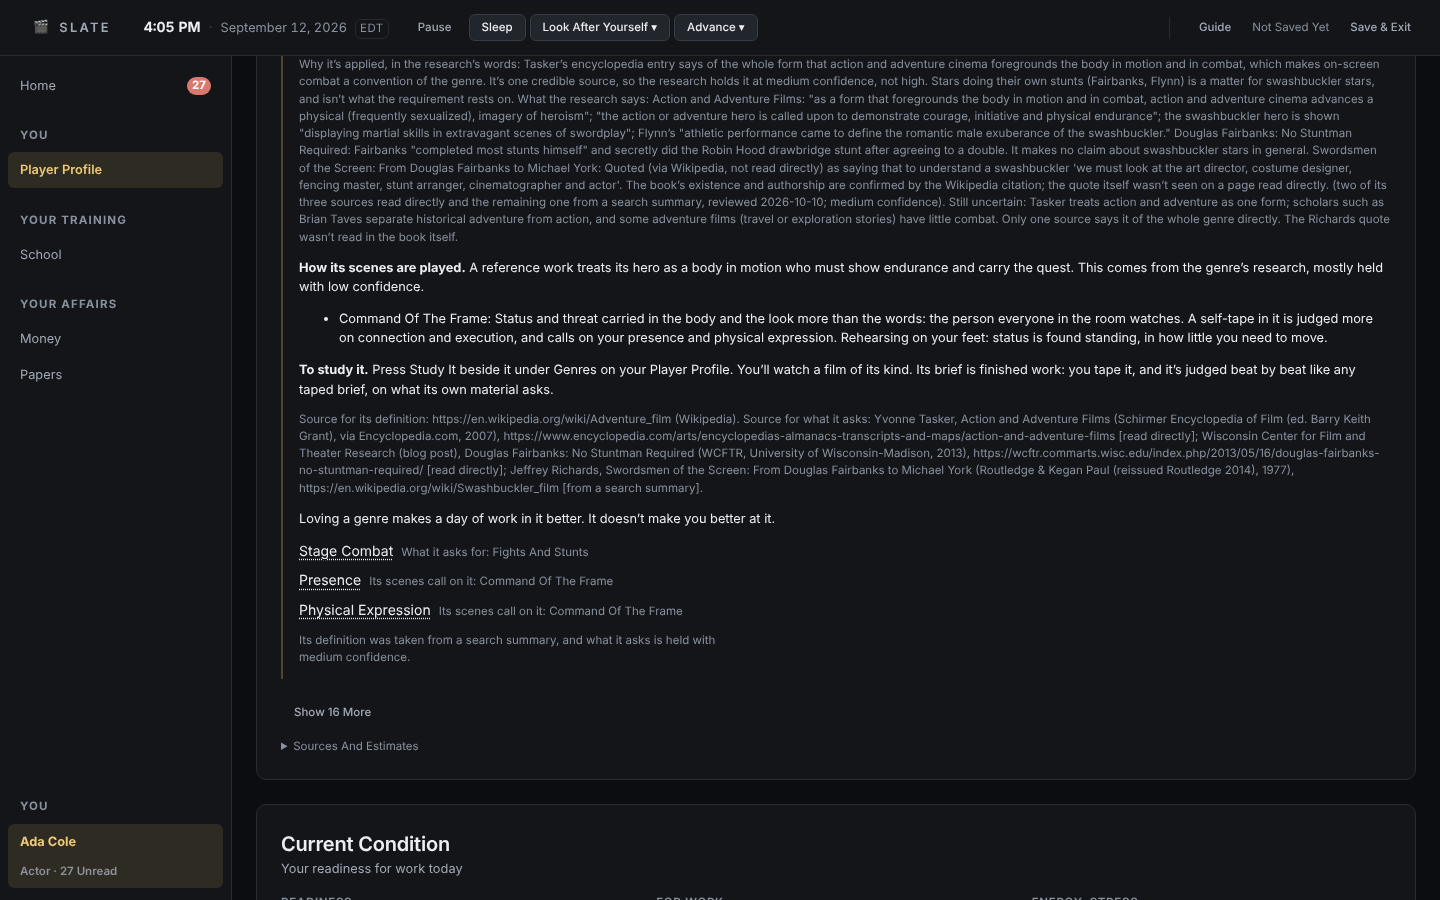 SLATE
4:05 PM · September 12, 2026 EDT
Pause
Sleep
Look After Yourself ▾
Advance ▾
Guide
Not Saved Yet
Save & Exit
Home
27
YOU
Player Profile
YOUR TRAINING
School
YOUR AFFAIRS
Money
Papers
YOU
Ada Cole
Actor · 27 Unread
Why it’s applied, in the research’s words: Tasker’s encyclopedia entry says of the whole form that action and adventure cinema foregrounds the body in motion and in combat, which makes on-screen
combat a convention of the genre. It’s one credible source, so the research holds it at medium confidence, not high. Stars doing their own stunts (Fairbanks, Flynn) is a matter for swashbuckler stars,
and isn’t what the requirement rests on. What the research says: Action and Adventure Films: "as a form that foregrounds the body in motion and in combat, action and adventure cinema advances a
physical (frequently sexualized), imagery of heroism"; "the action or adventure hero is called upon to demonstrate courage, initiative and physical endurance"; the swashbuckler hero is shown
"displaying martial skills in extravagant scenes of swordplay"; Flynn’s "athletic performance came to define the romantic male exuberance of the swashbuckler." Douglas Fairbanks: No Stuntman
Required: Fairbanks "completed most stunts himself" and secretly did the Robin Hood drawbridge stunt after agreeing to a double. It makes no claim about swashbuckler stars in general. Swordsmen
of the Screen: From Douglas Fairbanks to Michael York: Quoted (via Wikipedia, not read directly) as saying that to understand a swashbuckler 'we must look at the art director, costume designer,
fencing master, stunt arranger, cinematographer and actor'. The book’s existence and authorship are confirmed by the Wikipedia citation; the quote itself wasn’t seen on a page read directly. (two of its
three sources read directly and the remaining one from a search summary, reviewed 2026-10-10; medium confidence). Still uncertain: Tasker treats action and adventure as one form; scholars such as
Brian Taves separate historical adventure from action, and some adventure films (travel or exploration stories) have little combat. Only one source says it of the whole genre directly. The Richards quote
wasn’t read in the book itself.
How its scenes are played. A reference work treats its hero as a body in motion who must show endurance and carry the quest. This comes from the genre’s research, mostly held
with low confidence.
• Command Of The Frame: Status and threat carried in the body and the look more than the words: the person everyone in the room watches. A self-tape in it is judged more
on connection and execution, and calls on your presence and physical expression. Rehearsing on your feet: status is found standing, in how little you need to move.
To study it. Press Study It beside it under Genres on your Player Profile. You’ll watch a film of its kind. Its brief is finished work: you tape it, and it’s judged beat by beat like any
taped brief, on what its own material asks.
Source for its definition: https://en.wikipedia.org/wiki/Adventure_film (Wikipedia). Source for what it asks: Yvonne Tasker, Action and Adventure Films (Schirmer Encyclopedia of Film (ed. Barry Keith
Grant), via Encyclopedia.com, 2007), https://www.encyclopedia.com/arts/encyclopedias-almanacs-transcripts-and-maps/action-and-adventure-films [read directly]; Wisconsin Center for Film and
Theater Research (blog post), Douglas Fairbanks: No Stuntman Required (WCFTR, University of Wisconsin-Madison, 2013), https://wcftr.commarts.wisc.edu/index.php/2013/05/16/douglas-fairbanks-
no-stuntman-required/ [read directly]; Jeffrey Richards, Swordsmen of the Screen: From Douglas Fairbanks to Michael York (Routledge & Kegan Paul (reissued Routledge 2014), 1977),
https://en.wikipedia.org/wiki/Swashbuckler_film [from a search summary].
Loving a genre makes a day of work in it better. It doesn’t make you better at it.
Stage Combat What it asks for: Fights And Stunts
Presence Its scenes call on it: Command Of The Frame
Physical Expression Its scenes call on it: Command Of The Frame
Its definition was taken from a search summary, and what it asks is held with
medium confidence.
Show 16 More
▶ Sources And Estimates
Current Condition
Your readiness for work today
READINESS
FOR WORK
ENERGY, STRESS